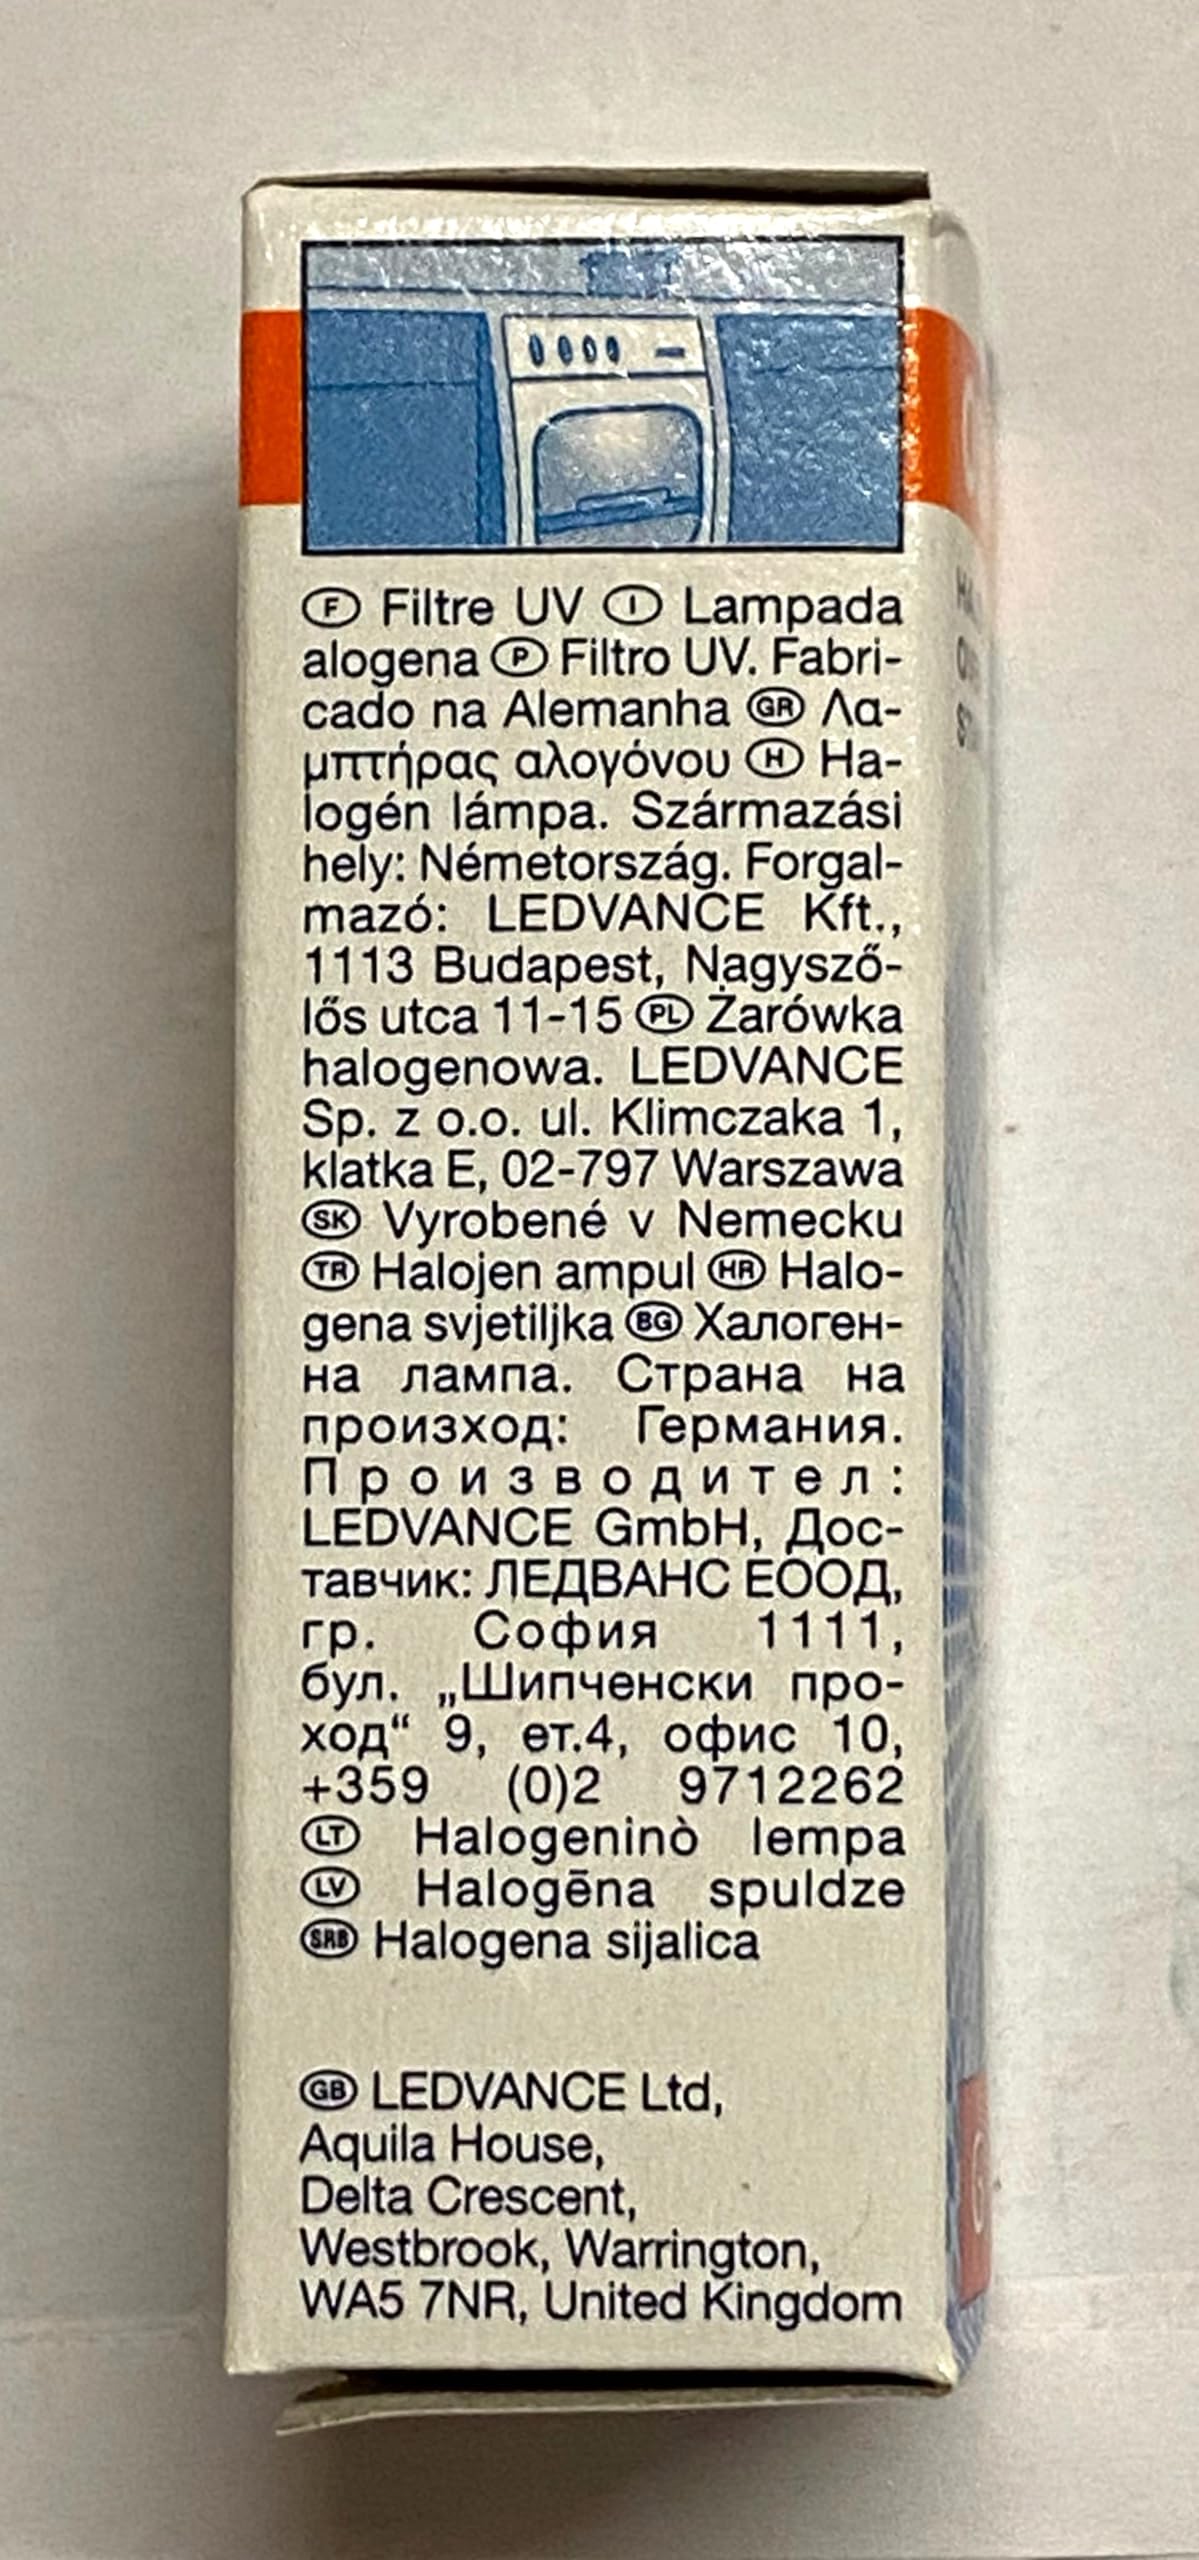 F Filtre UV I Lampada
alogena P Filtro UV. Fabri-
cado na Alemanha GR Λα-
μπτήρας αλογόνου H Ha-
logén lámpa. Származási
hely: Németország. Forgal-
mazó: LEDVANCE Kft.,
1113 Budapest, Nagysző-
lős utca 11-15 PL Żarówka
halogenowa. LEDVANCE
Sp. z o.o. ul. Klimczaka 1,
klatka E, 02-797 Warszawa
SK Vyrobené v Nemecku
TR Halojen ampul HR Halo-
gena svjetiljka BG Халоген-
на лампа. Страна на
произход: Германия.
Производител:
LEDVANCE GmbH, Дос-
тавчик: ЛЕДВАНС ЕООД,
гр. София 1111,
бул. „Шипченски про-
ход“ 9, ет.4, офис 10,
+359 (0)2 9712262
LT Halogeninò lempa
LV Halogēna spuldze
SRB Halogena sijalica
GB LEDVANCE Ltd,
Aquila House,
Delta Crescent,
Westbrook, Warrington,
WA5 7NR, United Kingdom